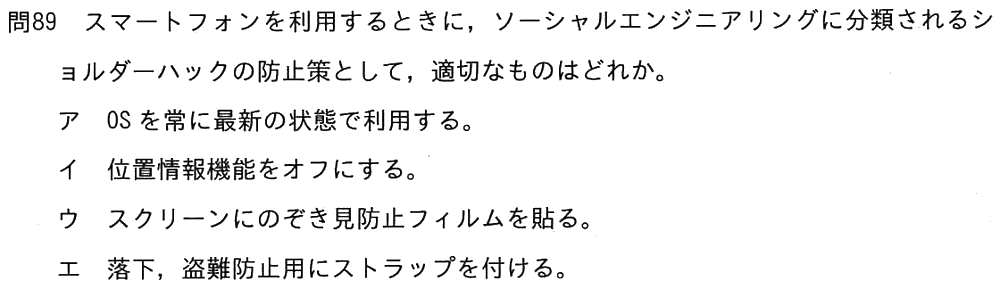 問89 スマートフォンを利用するときに，ソーシャルエンジニアリングに分類されるシ
ョルダーハックの防止策として，適切なものはどれか。
ア OSを常に最新の状態で利用する。
イ 位置情報機能をオフにする。
ウ スクリーンにのぞき見防止フィルムを貼る。
エ 落下，盗難防止用にストラップを付ける。